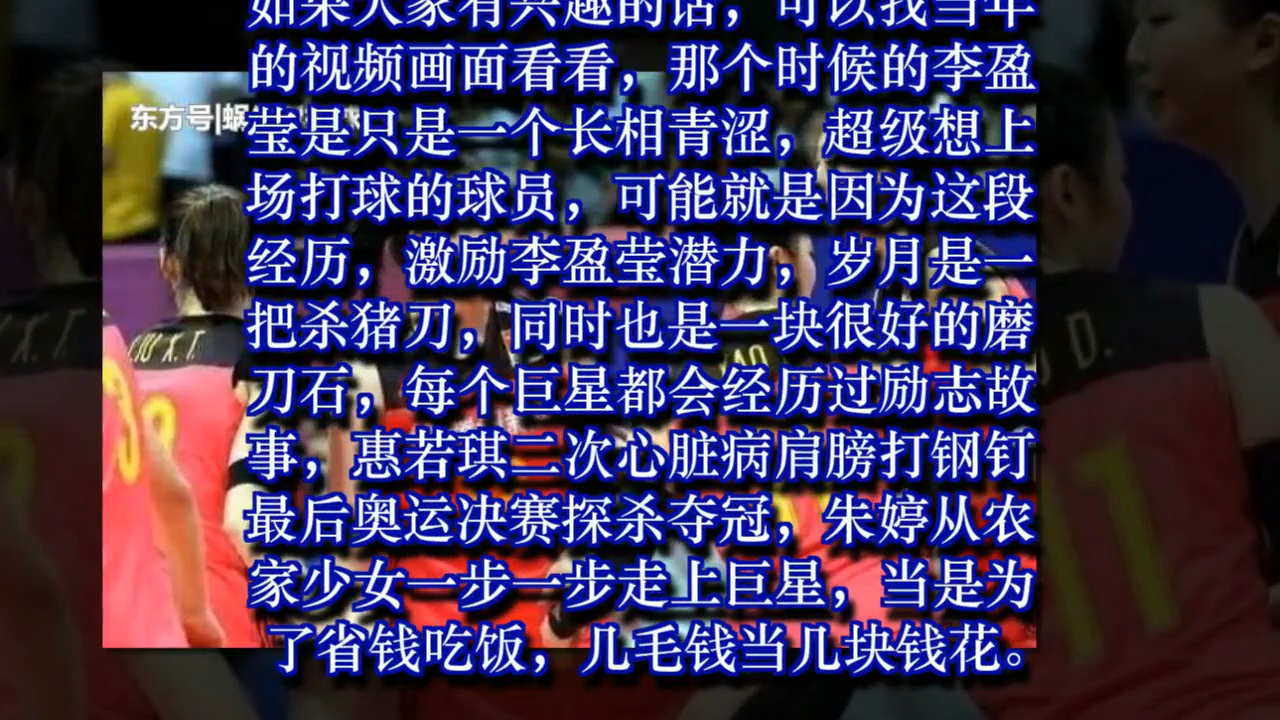 如果大家有兴趣的话，可以找当年
的视频画面看看，那个时候的李盈
莹是只是一个长相青涩，超级想上
场打球的球员，可能就是因为这段
经历，激励李盈莹潜力，岁月是一
把杀猪刀，同时也是一块很好的磨
刀石，每个巨星都会经历过励志故
事，惠若琪二次心脏病肩膀打钢钉
最后奥运决赛探杀夺冠，朱婷从农
家少女一步一步走上巨星，当是为
了省钱吃饭，几毛钱当几块钱花。
东方号|蜗
X.T.
X.T.
D.
11